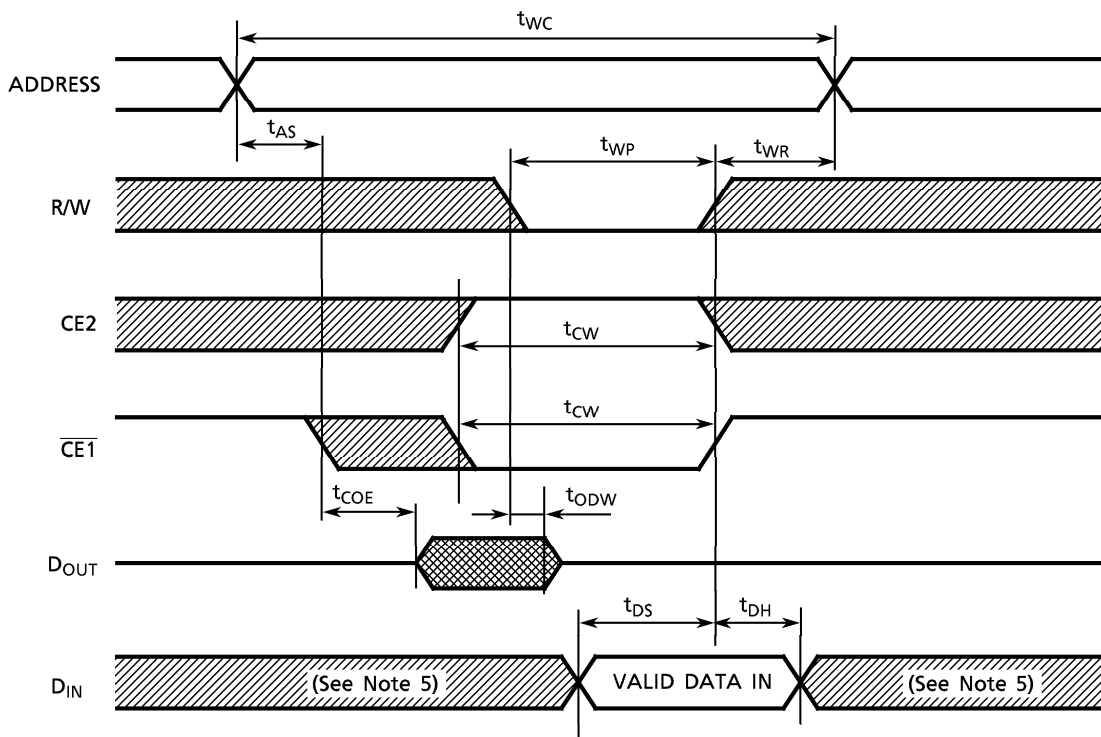 tWC
ADDRESS
tAS
tWP
tWR
R/W
CE2
tCW
tCW
CE1
tCOE
tODW
DOUT
tDS
tDH
DIN
(See Note 5)
VALID DATA IN
(See Note 5)